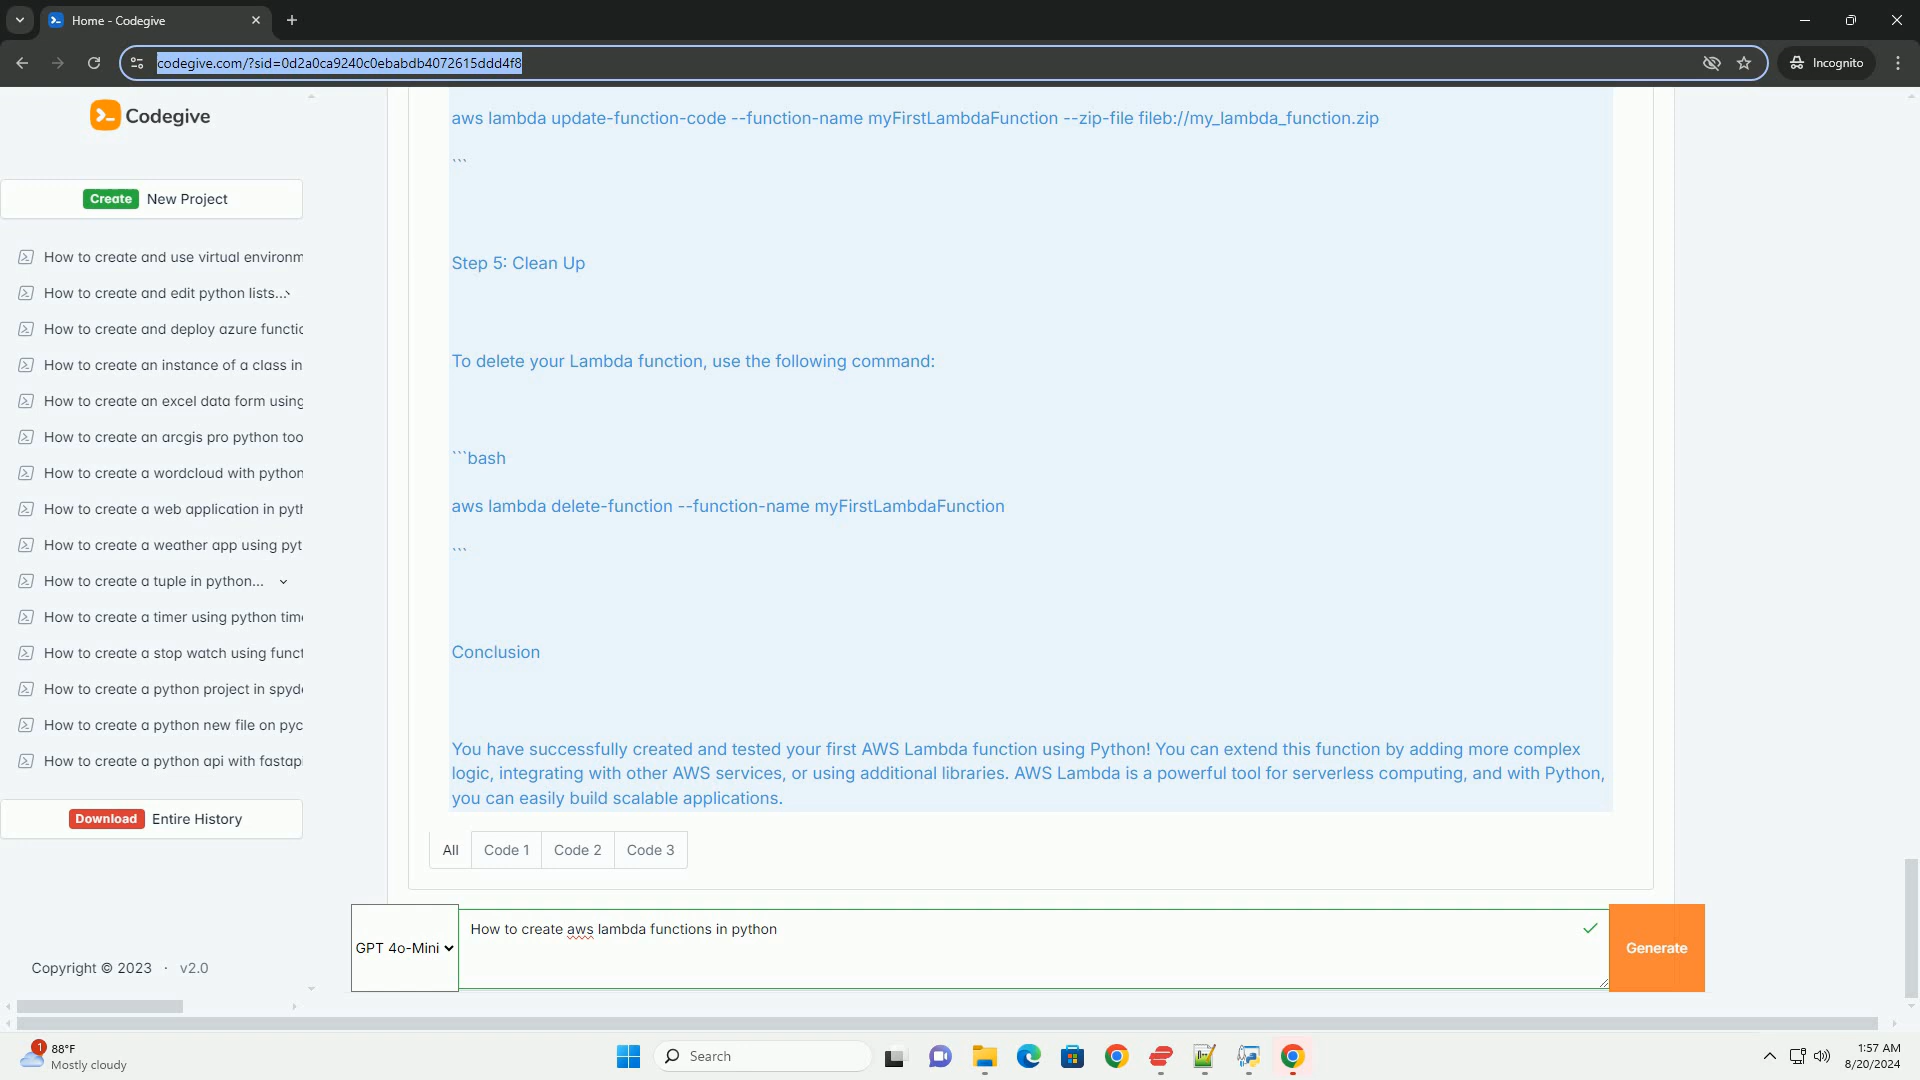 Home - Codegive
codegive.com/?sid=0d2a0ca9240c0ebabdb4072615ddd4f8
Incognito
Codegive
Create New Project
How to create and use virtual environm
How to create and edit python lists...
How to create and deploy azure functic
How to create an instance of a class in
How to create an excel data form using
How to create an arcgis pro python too
How to create a wordcloud with python
How to create a web application in pyth
How to create a weather app using pyt
How to create a tuple in python...
How to create a timer using python time
How to create a stop watch using funct
How to create a python project in spyde
How to create a python new file on pyc
How to create a python api with fastap
Download Entire History
Copyright © 2023 · v2.0
aws lambda update-function-code --function-name myFirstLambdaFunction --zip-file fileb://my_lambda_function.zip
```
Step 5: Clean Up
To delete your Lambda function, use the following command:
```bash
aws lambda delete-function --function-name myFirstLambdaFunction
```
Conclusion
You have successfully created and tested your first AWS Lambda function using Python! You can extend this function by adding more complex
logic, integrating with other AWS services, or using additional libraries. AWS Lambda is a powerful tool for serverless computing, and with Python,
you can easily build scalable applications.
All Code 1 Code 2 Code 3
GPT 4o-Mini
How to create aws lambda functions in python
Generate
1
88°F
Mostly cloudy
Search
1:57 AM
8/20/2024